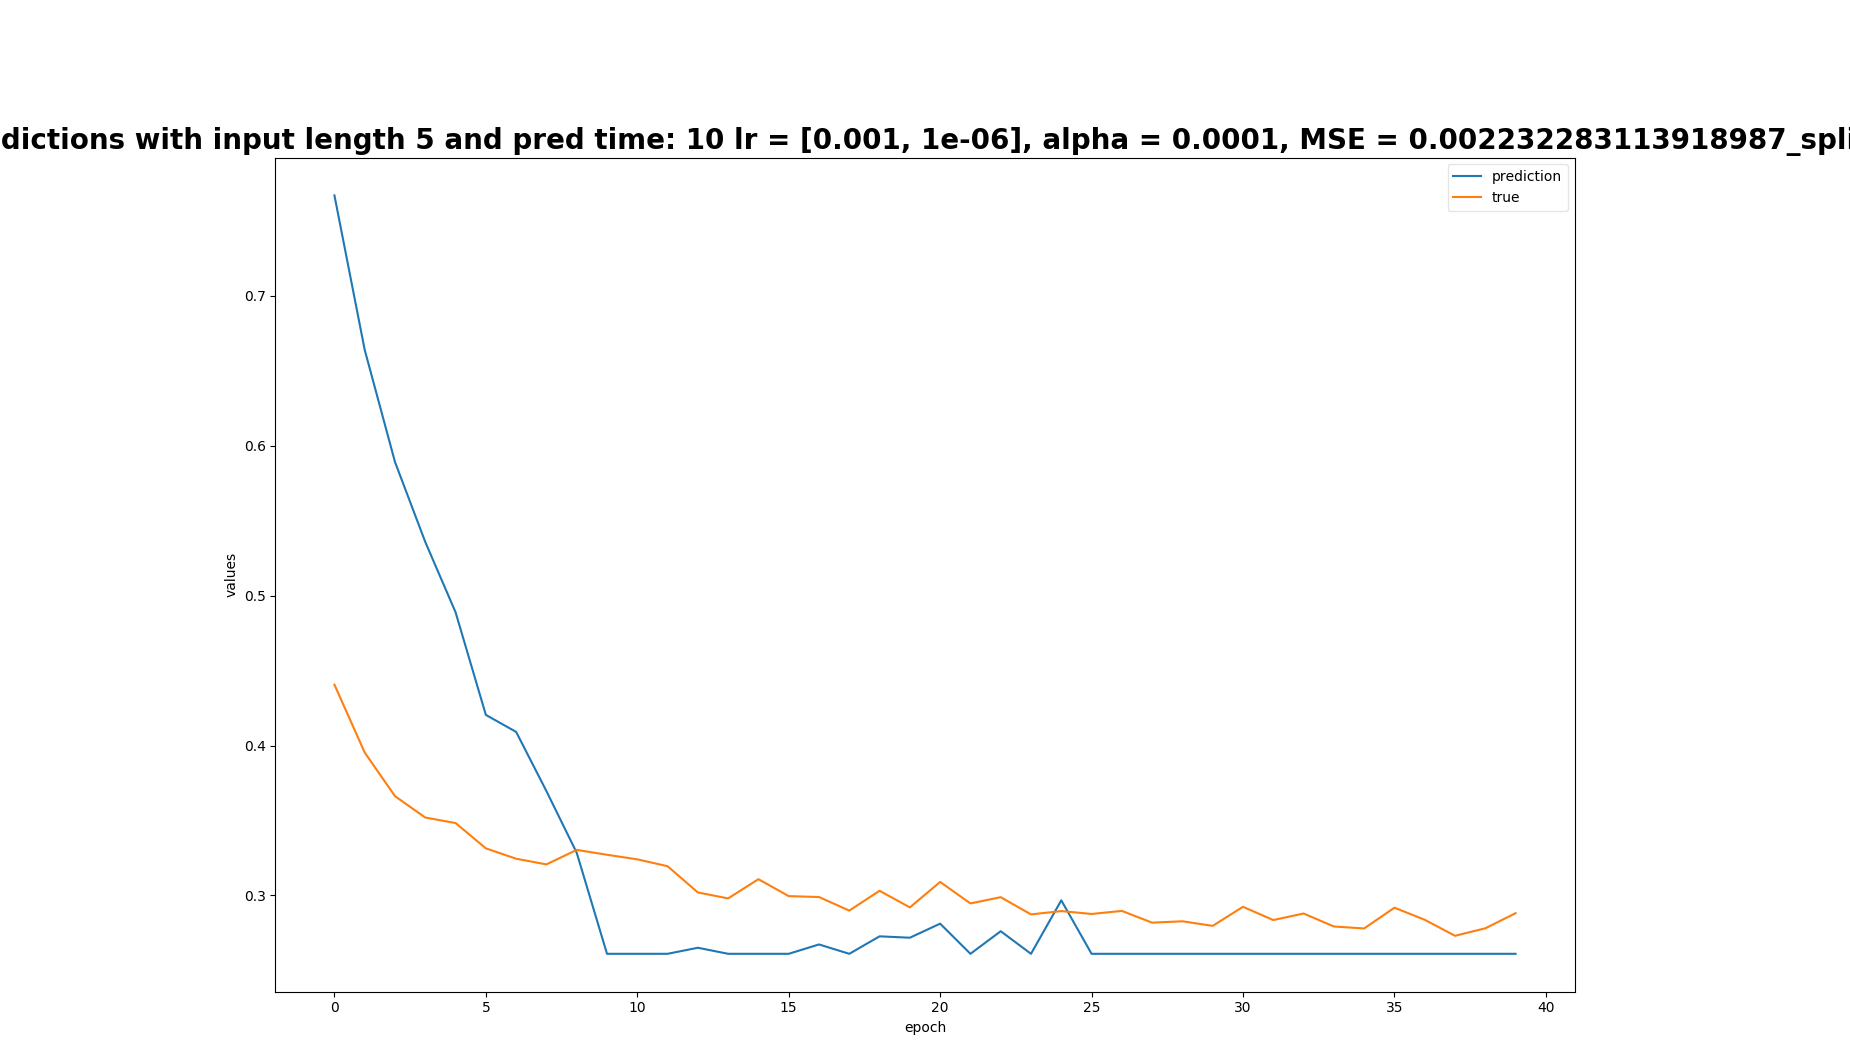 dictions with input length 5 and pred time: 10 lr = [0.001, 1e-06], alpha = 0.0001, MSE = 0.002232283113918987_spli
prediction
true
0.7
0.6
0.5
0.4
0.3
values
0 5 10 15 20 25 30 35 40
epoch